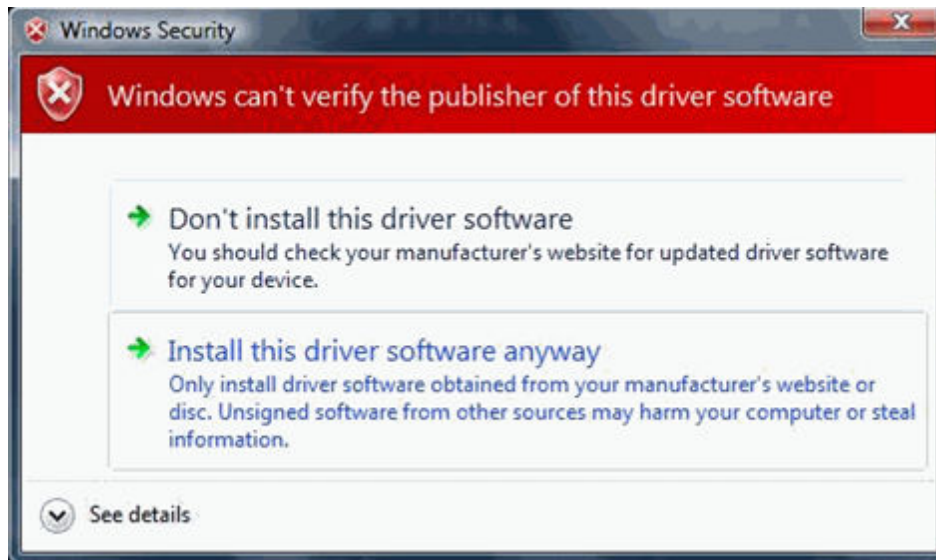 Windows Security
Windows can't verify the publisher of this driver software
Don't install this driver software
You should check your manufacturer's website for updated driver software
for your device.
Install this driver software anyway
Only install driver software obtained from your manufacturer's website or
disc. Unsigned software from other sources may harm your computer or steal
information.
See details